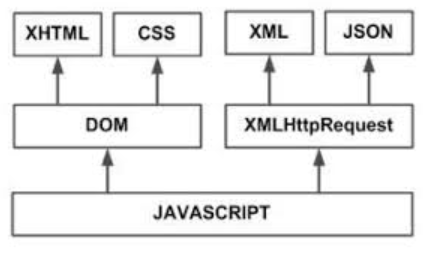 XHTML
CSS
XML
JSON
DOM
XMLHttpRequest
JAVASCRIPT